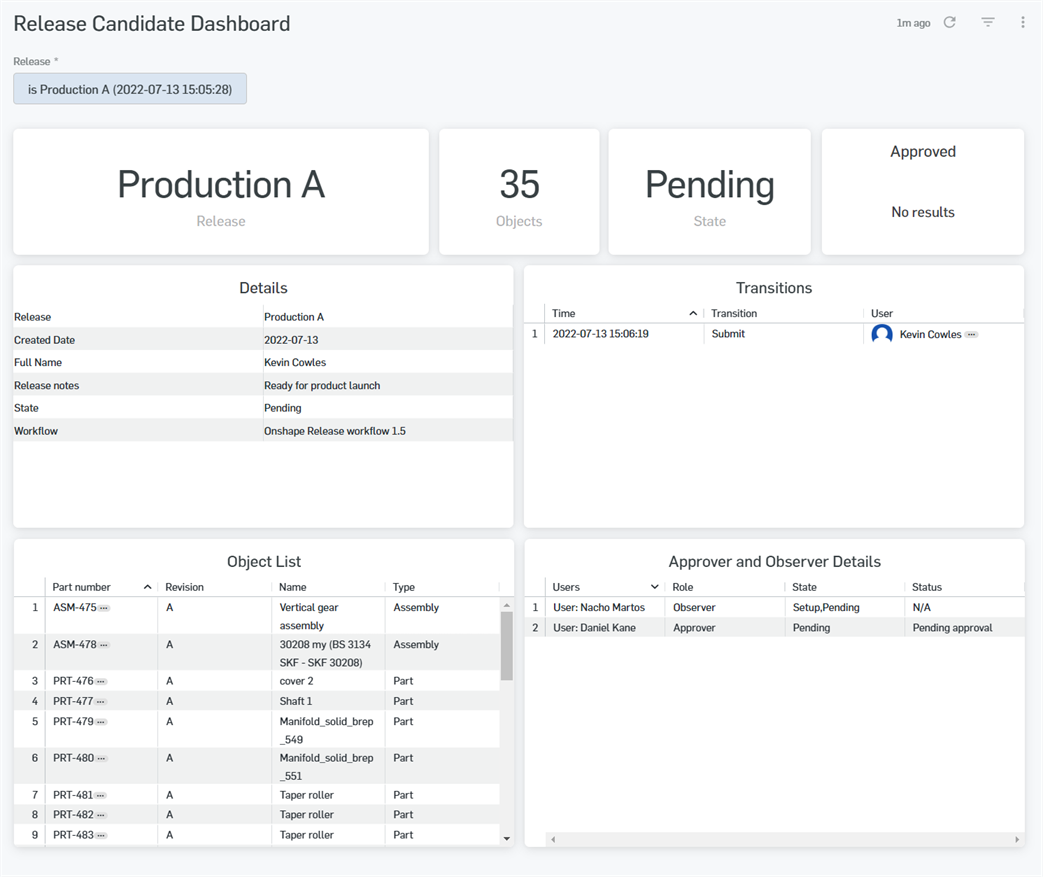 Release Candidate Dashboard
1m ago
Release *
is Production A (2022-07-13 15:05:28)
Production A
Release
35
Objects
Pending
State
Approved
No results
Details
Release Production A
Created Date 2022-07-13
Full Name Kevin Cowles
Release notes Ready for product launch
State Pending
Workflow Onshape Release workflow 1.5
Transitions
Time Transition User
1 2022-07-13 15:06:19 Submit Kevin Cowles
Object List
Part number Revision Name Type
1 ASM-475 A Vertical gear Assembly
assembly
2 ASM-478 A 30208 my (BS 3134 Assembly
SKF - SKF 30208)
3 PRT-476 A cover 2 Part
4 PRT-477 A Shaft 1 Part
5 PRT-479 A Manifold_solid_brep Part
_549
6 PRT-480 A Manifold_solid_brep Part
_551
7 PRT-481 A Taper roller Part
8 PRT-482 A Taper roller Part
9 PRT-483 A Taper roller Part
Approver and Observer Details
Users Role State Status
1 User: Nacho Martos Observer Setup,Pending N/A
2 User: Daniel Kane Approver Pending Pending approval